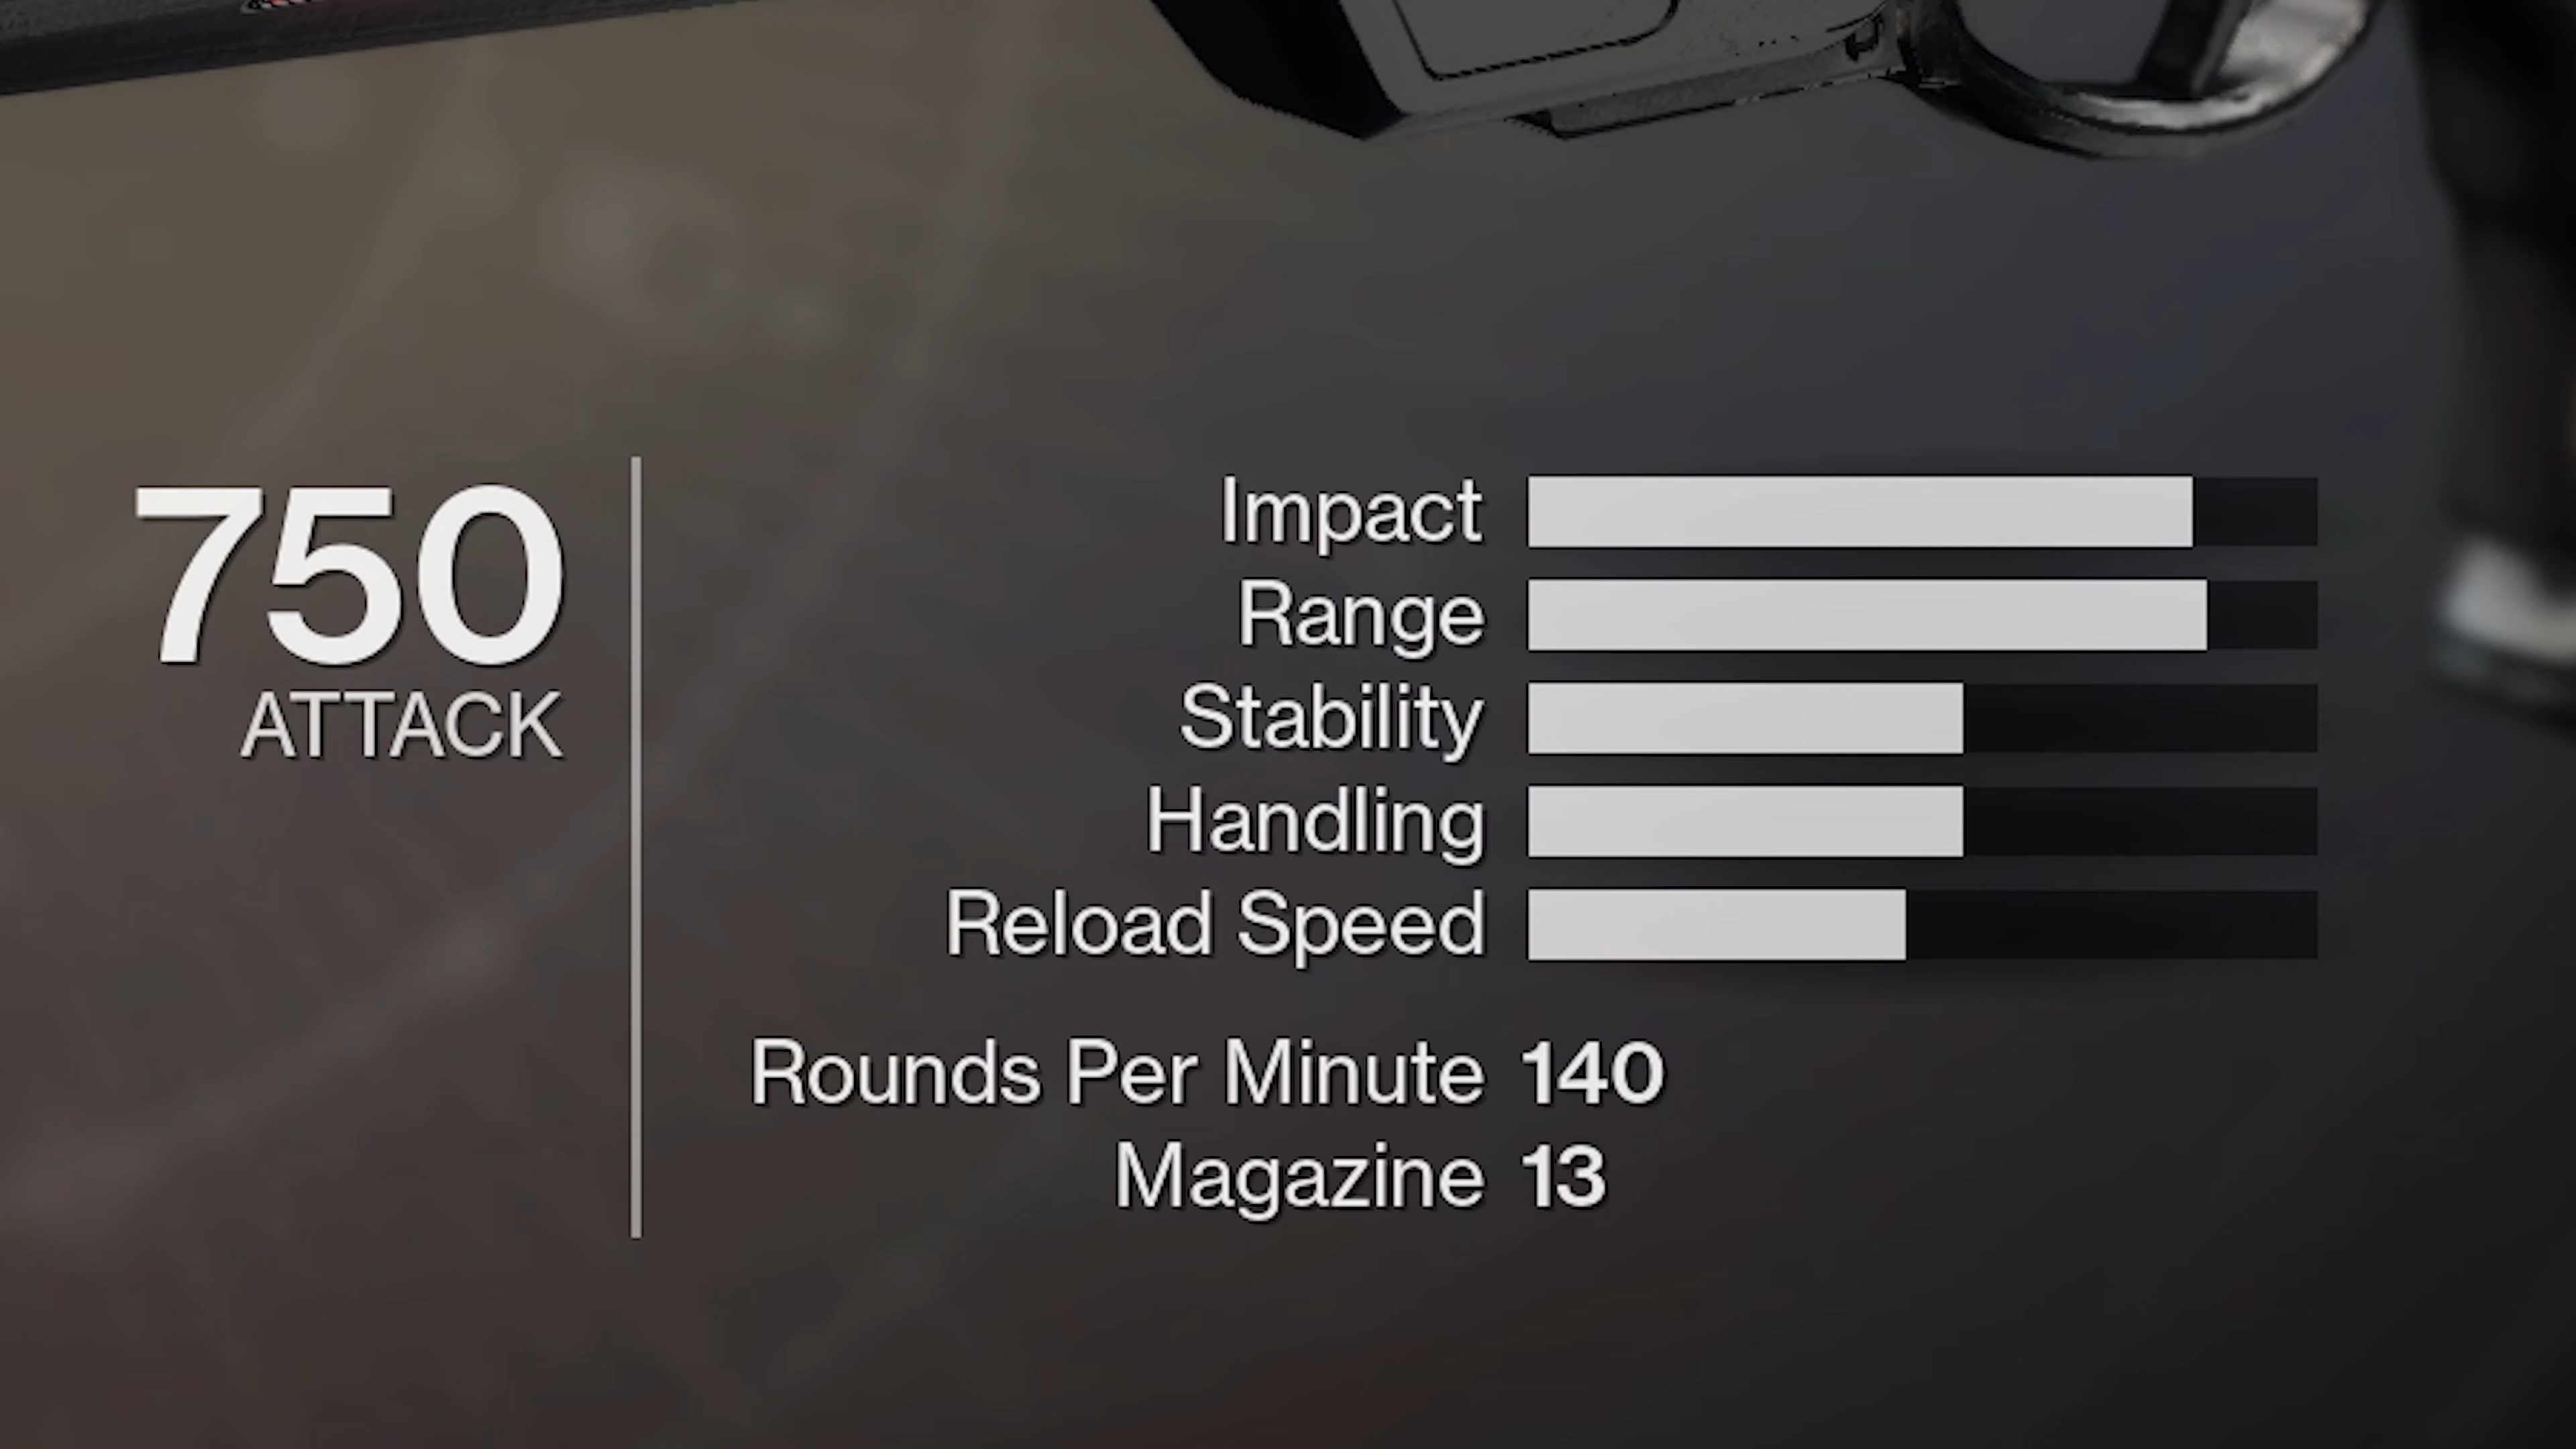 750
ATTACK
Impact
Range
Stability
Handling
Reload Speed
Rounds Per Minute 140
Magazine 13